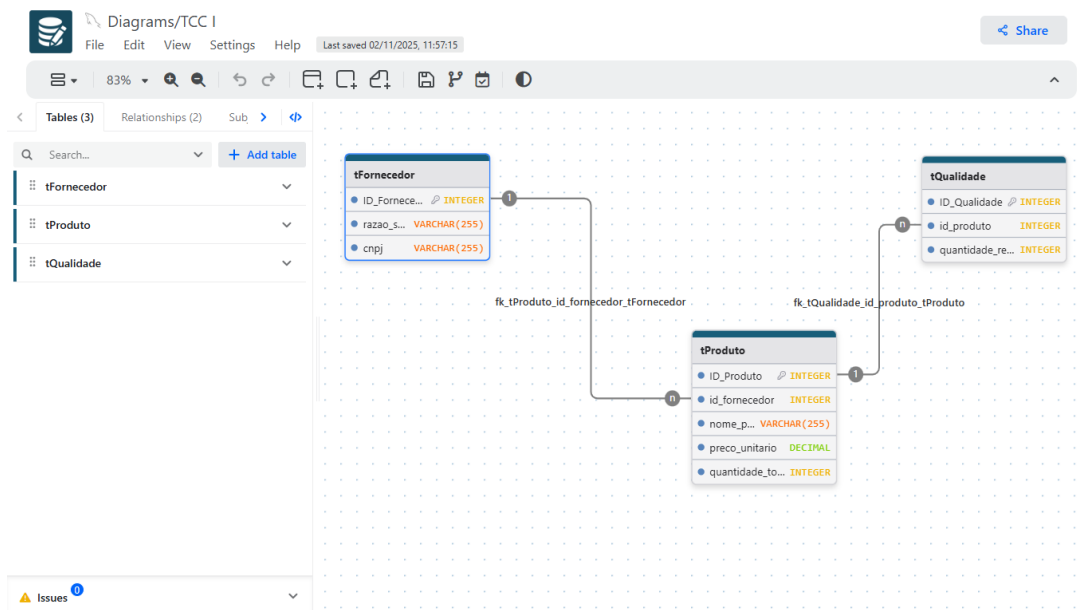 Diagrams/TCC I
File Edit View Settings Help Last saved 02/11/2025, 11:57:15
Share
83%
Tables (3) Relationships (2) Sub
Search...
Add table
tFornecedor
tProduto
tQualidade
tFornecedor
ID_Fornece... INTEGER
razao_s... VARCHAR(255)
cnpj VARCHAR(255)
1
fk_tProduto_id_fornecedor_tFornecedor
n
tProduto
ID_Produto INTEGER
id_fornecedor INTEGER
nome_p... VARCHAR(255)
preco_unitario DECIMAL
quantidade_to... INTEGER
1
fk_tQualidade_id_produto_tProduto
n
tQualidade
ID_Qualidade INTEGER
id_produto INTEGER
quantidade_re... INTEGER
Issues 0